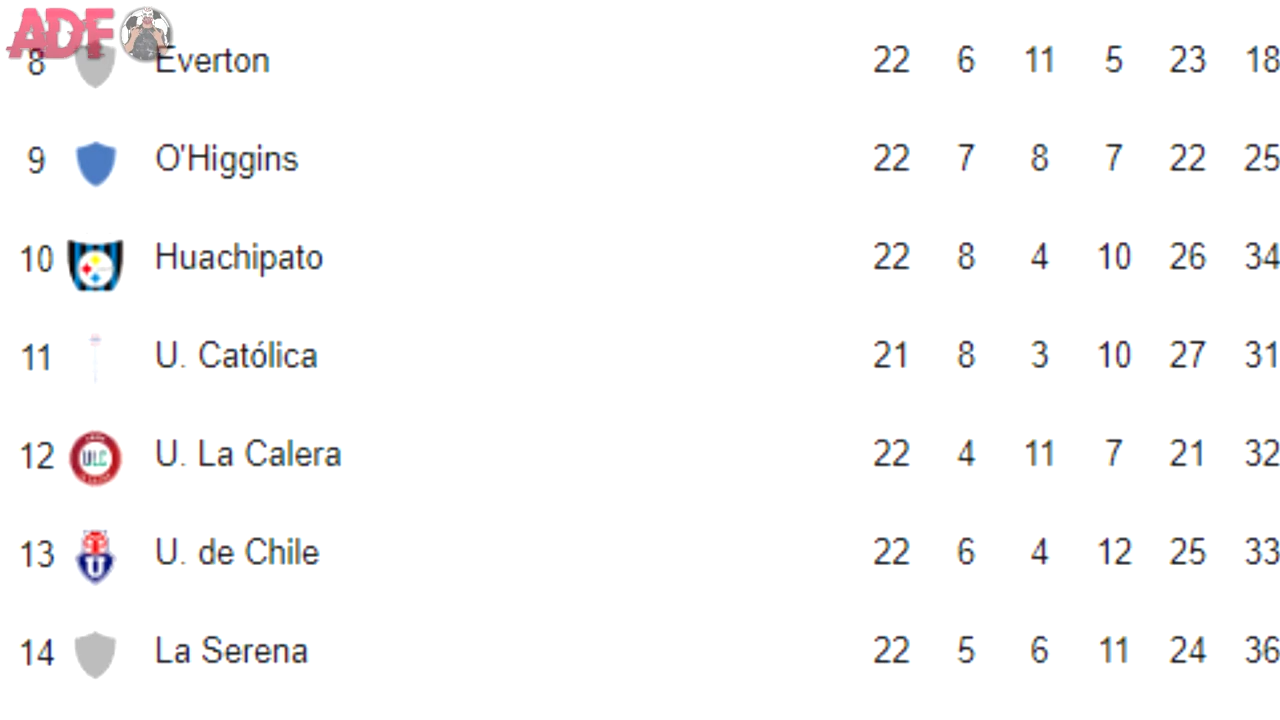 ADF
8 Everton 22 6 11 5 23 18
9 O'Higgins 22 7 8 7 22 25
10 Huachipato 22 8 4 10 26 34
11 U. Católica 21 8 3 10 27 31
12 ULC U. La Calera 22 4 11 7 21 32
13 U U. de Chile 22 6 4 12 25 33
14 La Serena 22 5 6 11 24 36